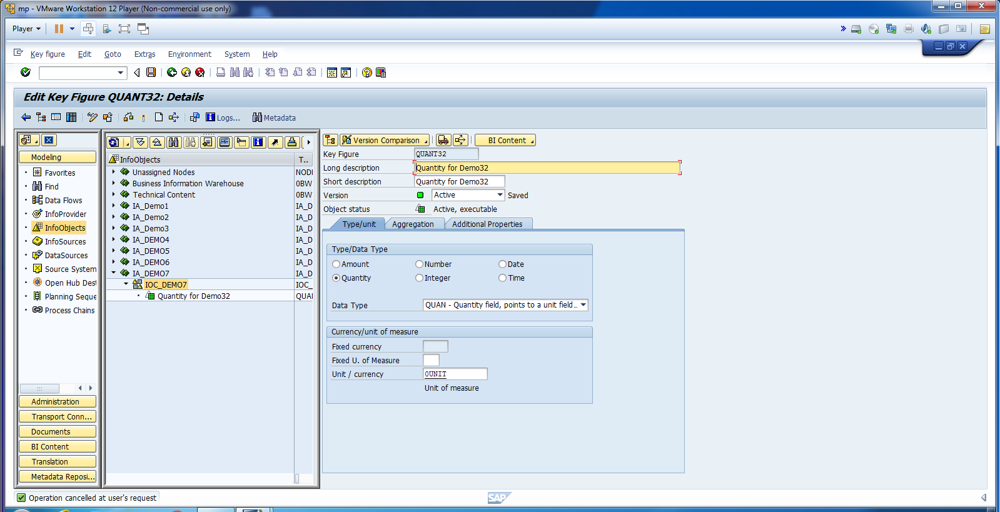 mp - VMware Workstation 12 Player (Non-commercial use only)
Player
Key figure Edit Goto Extras Environment System Help
Edit Key Figure QUANT32: Details
Logs... Metadata
Modeling
Favorites
Find
Data Flows
InfoProvider
InfoObjects
InfoSources
DataSources
Source System
Open Hub Dest
Planning Seque
Process Chains
Administration
Transport Conn...
Documents
BI Content
Translation
Metadata Reposi...
InfoObjects T..
Unassigned Nodes NODI
Business Information Warehouse 0BW
Technical Content 0BW
IA_Demo1 IA_D
IA_Demo2 IA_D
IA_Demo3 IA_D
IA_DEMO4 IA_D
IA_DEMO5 IA_D
IA_DEMO6 IA_D
IA_DEMO7 IA_D
IOC_DEMO7 IOC_
Quantity for Demo32 QUAI
Version Comparison BI Content
Key Figure QUANT32
Long description Quantity for Demo32
Short description Quantity for Demo32
Version Active Saved
Object status Active, executable
Type/unit Aggregation Additional Properties
Type/Data Type
Amount Number Date
Quantity Integer Time
Data Type QUAN - Quantity field, points to a unit field...
Currency/unit of measure
Fixed currency
Fixed U. of Measure
Unit / currency 0UNIT
Unit of measure
Operation cancelled at user's request
SAP